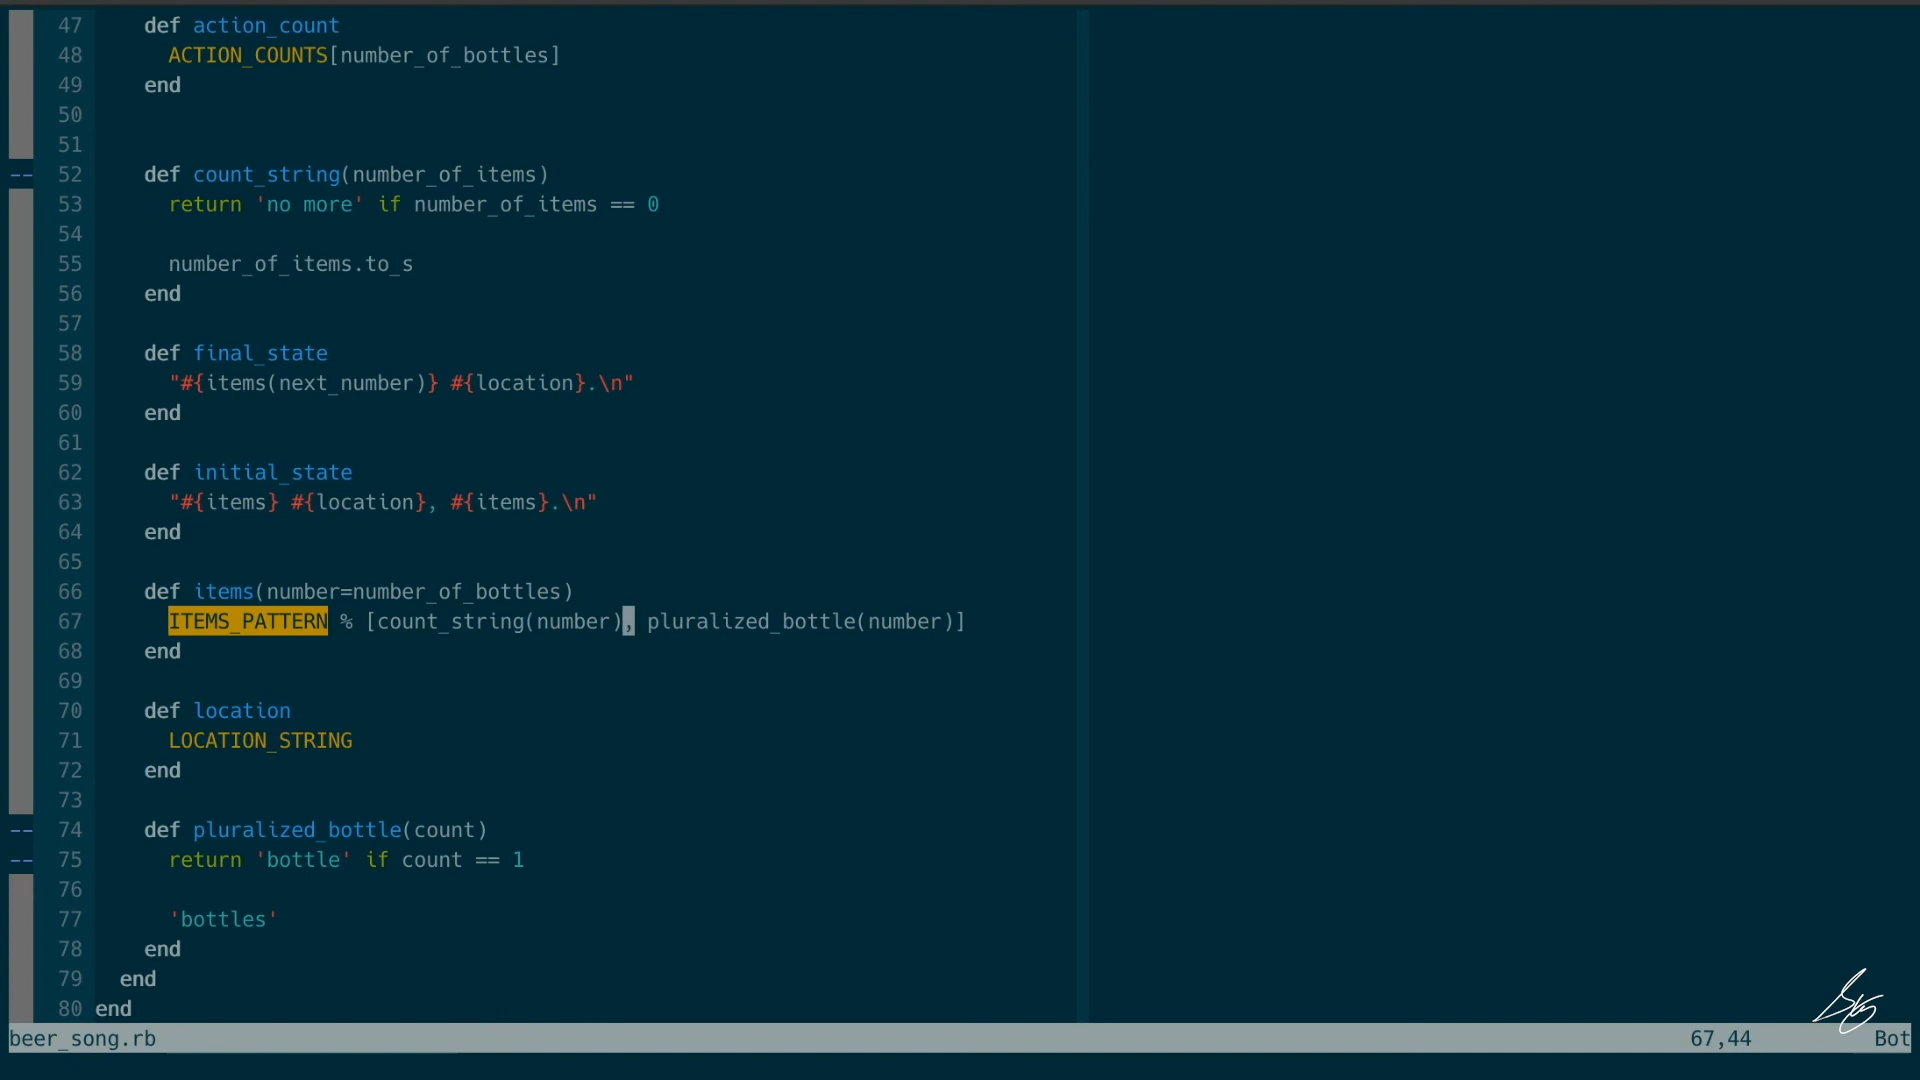 47 def action_count
48 ACTION_COUNTS[number_of_bottles]
49 end
50
51
-- 52 def count_string(number_of_items)
53 return 'no more' if number_of_items == 0
54
55 number_of_items.to_s
56 end
57
58 def final_state
59 "#{items(next_number)} #{location}.\n"
60 end
61
62 def initial_state
63 "#{items} #{location}, #{items}.\n"
64 end
65
66 def items(number=number_of_bottles)
67 ITEMS_PATTERN % [count_string(number), pluralized_bottle(number)]
68 end
69
70 def location
71 LOCATION_STRING
72 end
73
-- 74 def pluralized_bottle(count)
-- 75 return 'bottle' if count == 1
76
77 'bottles'
78 end
79 end
80 end
beer_song.rb 67,44 Bot